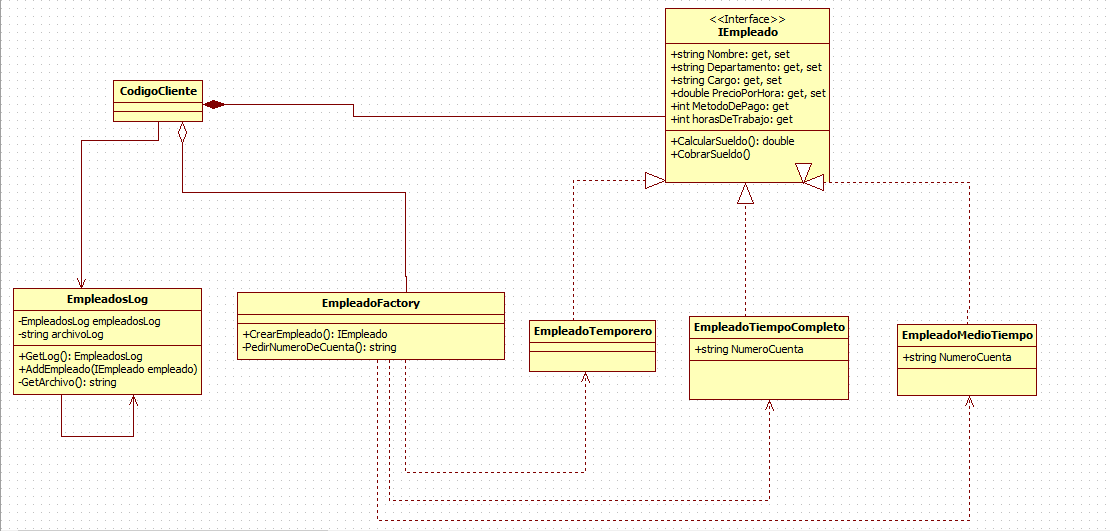 <<Interface>>
IEmpleado
+string Nombre: get, set
+string Departamento: get, set
+string Cargo: get, set
+double PrecioPorHora: get, set
+int MetodoDePago: get
+int horasDeTrabajo: get
+CalcularSueldo(): double
+CobrarSueldo()
CodigoCliente
EmpleadosLog
-EmpleadosLog empleadosLog
-string archivoLog
+GetLog(): EmpleadosLog
+AddEmpleado(IEmpleado empleado)
-GetArchivo(): string
EmpleadoFactory
+CrearEmpleado(): IEmpleado
-PedirNumeroDeCuenta(): string
EmpleadoTemporero
EmpleadoTiempoCompleto
+string NumeroCuenta
EmpleadoMedioTiempo
+string NumeroCuenta